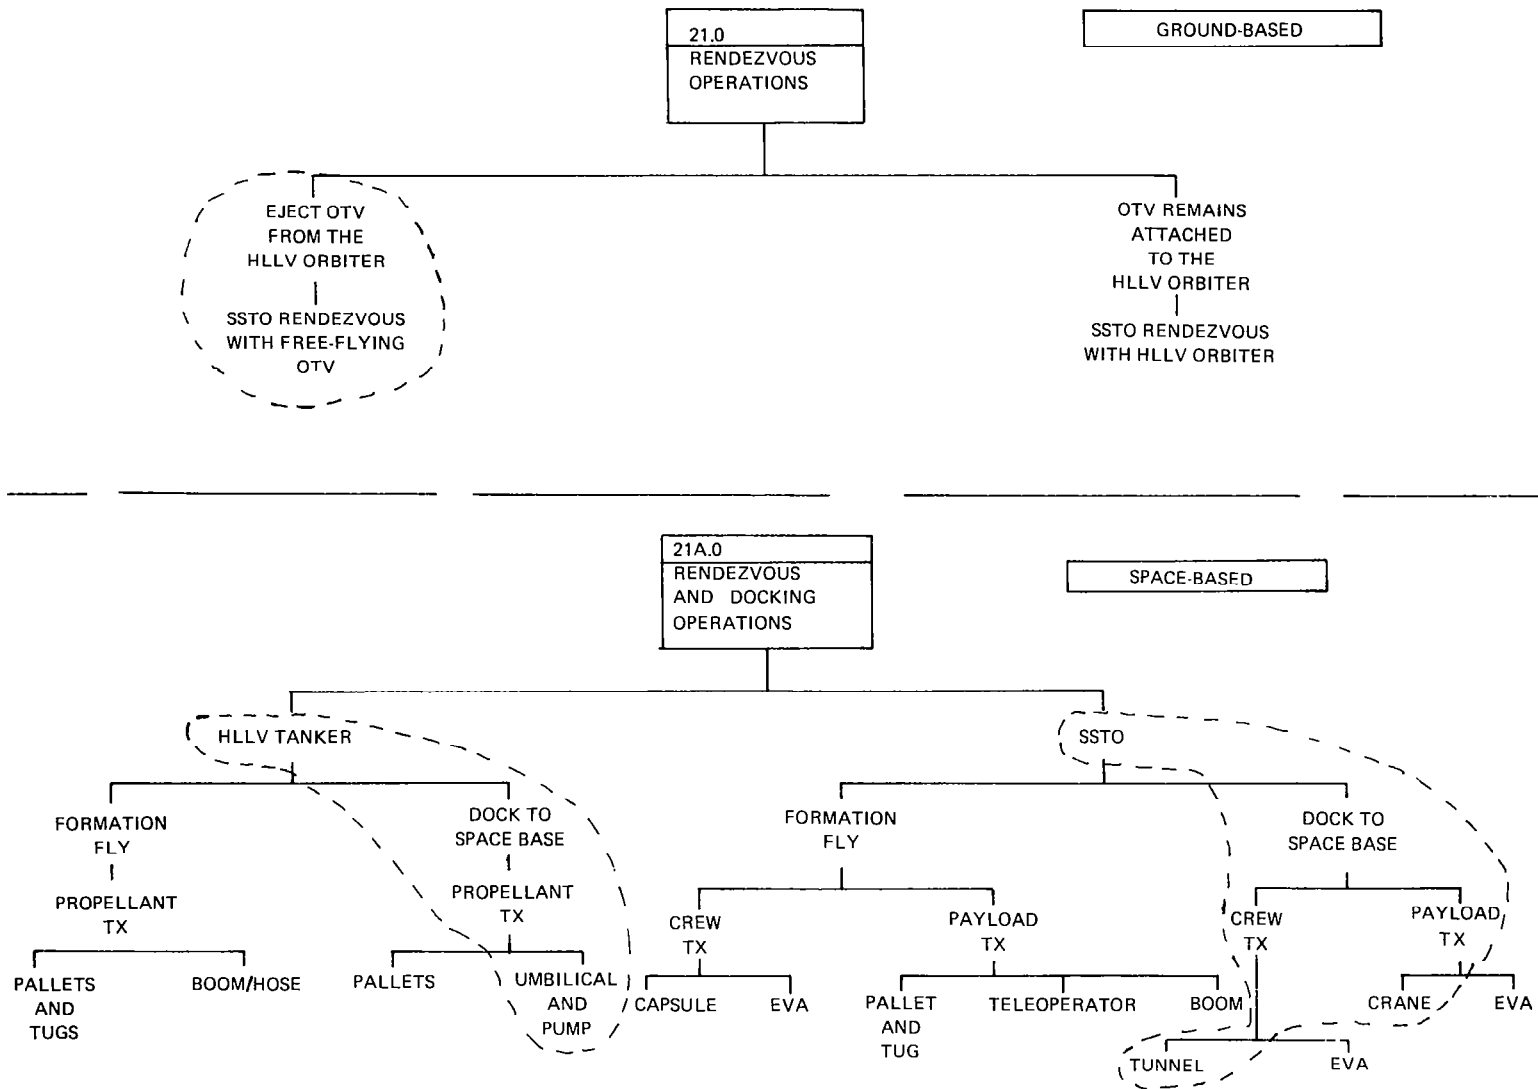 21.0
RENDEZVOUS
OPERATIONS
GROUND-BASED
EJECT OTV
FROM THE
HLLV ORBITER
SSTO RENDEZVOUS
WITH FREE-FLYING
OTV
OTV REMAINS
ATTACHED
TO THE
HLLV ORBITER
SSTO RENDEZVOUS
WITH HLLV ORBITER
21A.0
RENDEZVOUS
AND DOCKING
OPERATIONS
SPACE-BASED
HLLV TANKER
FORMATION
FLY
PROPELLANT
TX
PALLETS
AND
TUGS
BOOM/HOSE
DOCK TO
SPACE BASE
PROPELLANT
TX
PALLETS
UMBILICAL
AND
PUMP
SSTO
FORMATION
FLY
CREW
TX
CAPSULE
EVA
PAYLOAD
TX
PALLET
AND
TUG
TELEOPERATOR
BOOM
DOCK TO
SPACE BASE
CREW
TX
TUNNEL
EVA
PAYLOAD
TX
CRANE
EVA